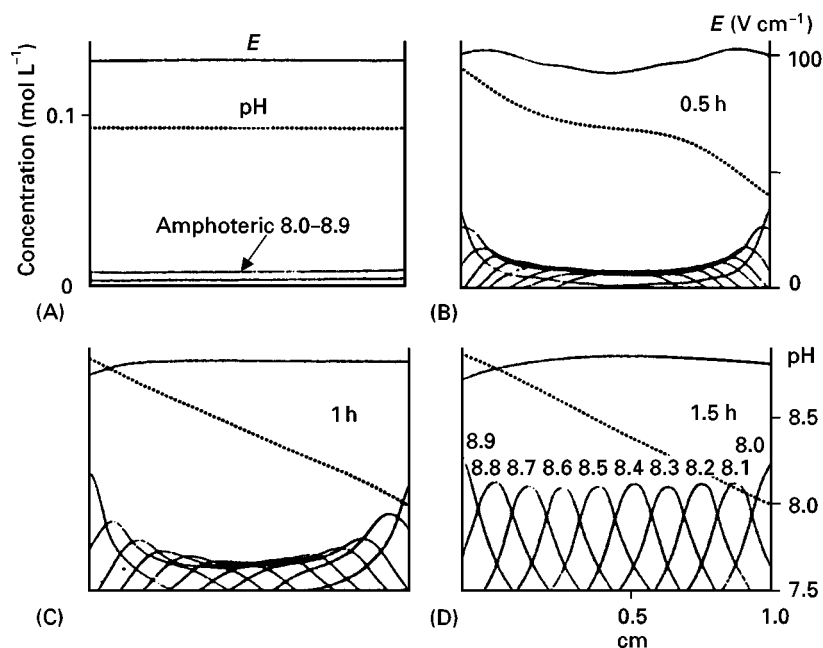 E
pH
Amphoteric 8.0–8.9
Concentration (mol L⁻¹)
0.1
0
(A)
E (V cm⁻¹)
100
0.5 h
0
(B)
1 h
(C)
pH
1.5 h
8.5
8.9
8.0
8.8 8.7 8.6 8.5 8.4 8.3 8.2 8.1
8.0
7.5
(D)
0.5
1.0
cm